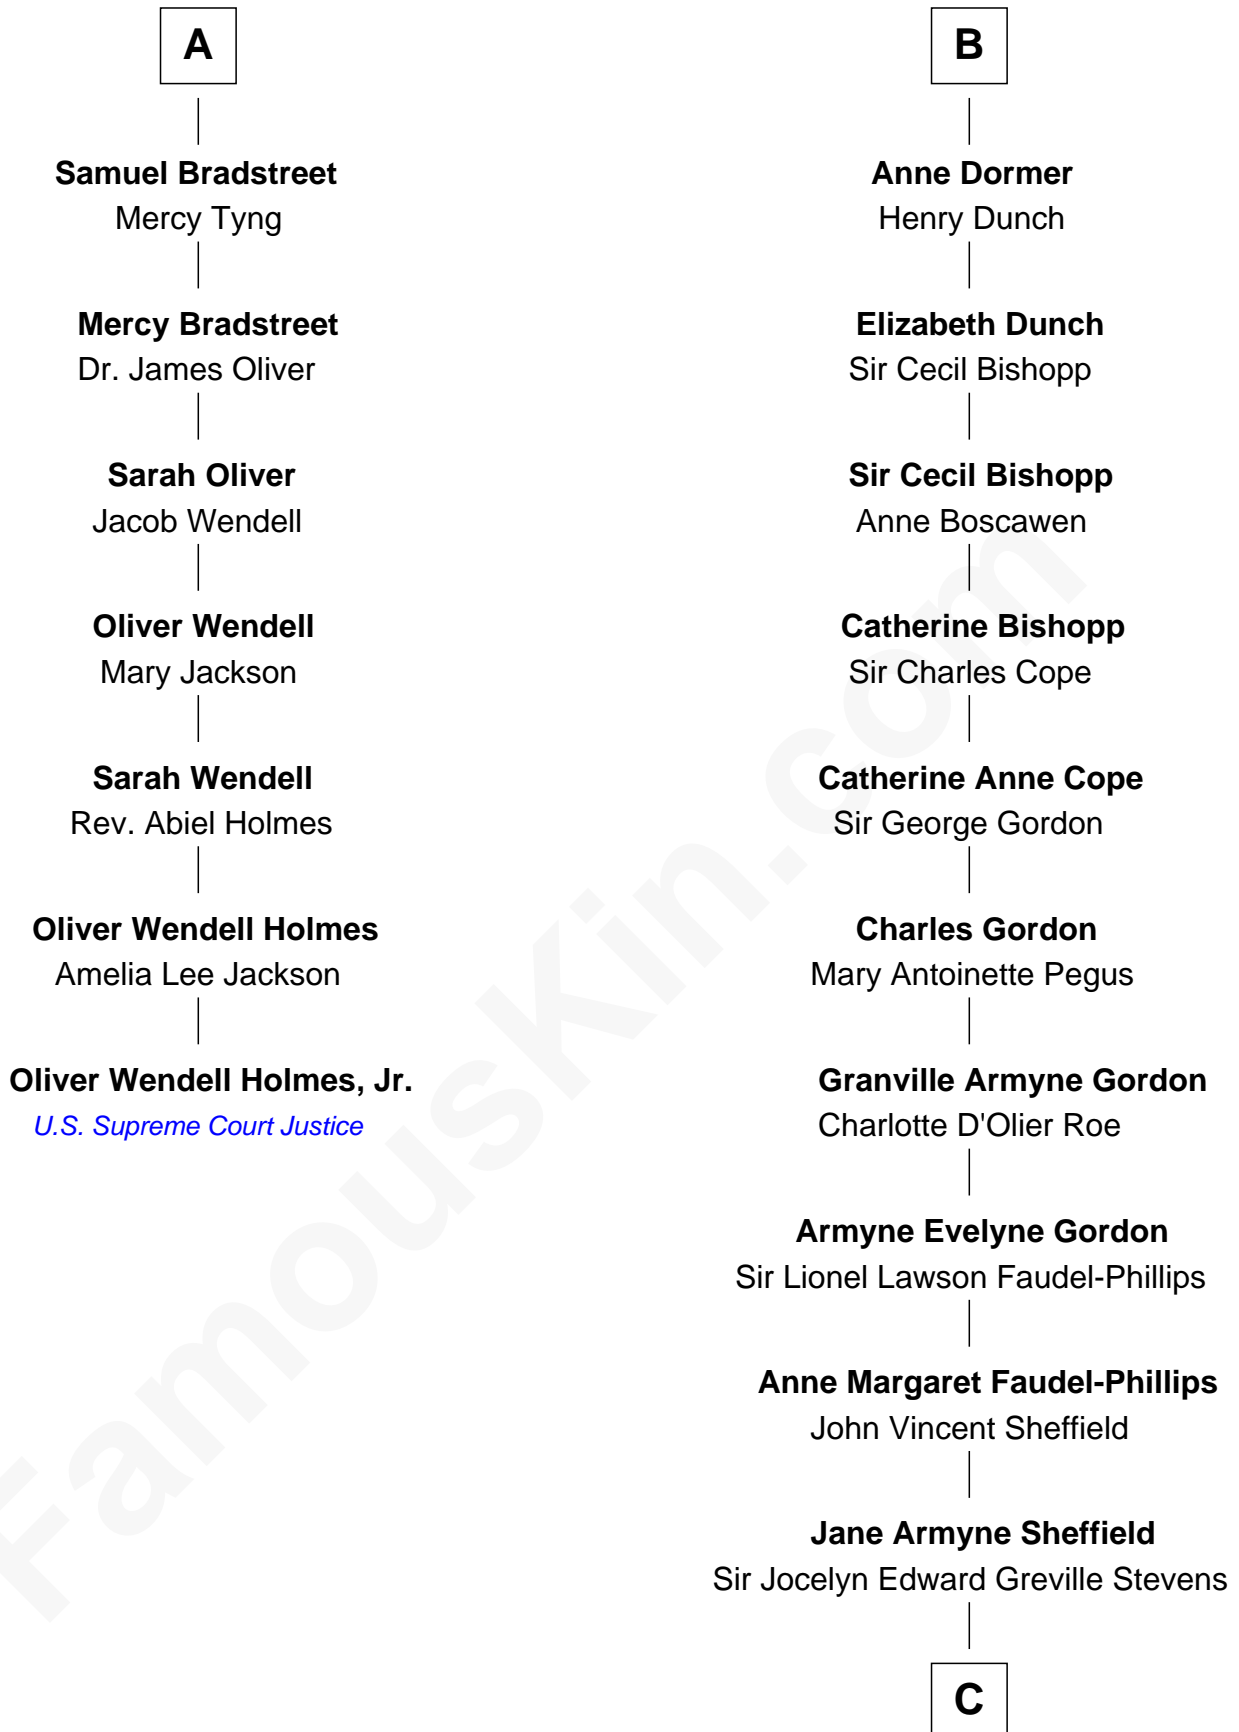 A
Samuel Bradstreet
Mercy Tyng
Mercy Bradstreet
Dr. James Oliver
Sarah Oliver
Jacob Wendell
Oliver Wendell
Mary Jackson
Sarah Wendell
Rev. Abiel Holmes
Oliver Wendell Holmes
Amelia Lee Jackson
Oliver Wendell Holmes, Jr.
U.S. Supreme Court Justice
B
Anne Dormer
Henry Dunch
Elizabeth Dunch
Sir Cecil Bishopp
Sir Cecil Bishopp
Anne Boscawen
Catherine Bishopp
Sir Charles Cope
Catherine Anne Cope
Sir George Gordon
Charles Gordon
Mary Antoinette Pegus
Granville Armyne Gordon
Charlotte D'Olier Roe
Armyne Evelyne Gordon
Sir Lionel Lawson Faudel-Phillips
Anne Margaret Faudel-Phillips
John Vincent Sheffield
Jane Armyne Sheffield
Sir Jocelyn Edward Greville Stevens
C
FamousKin.com